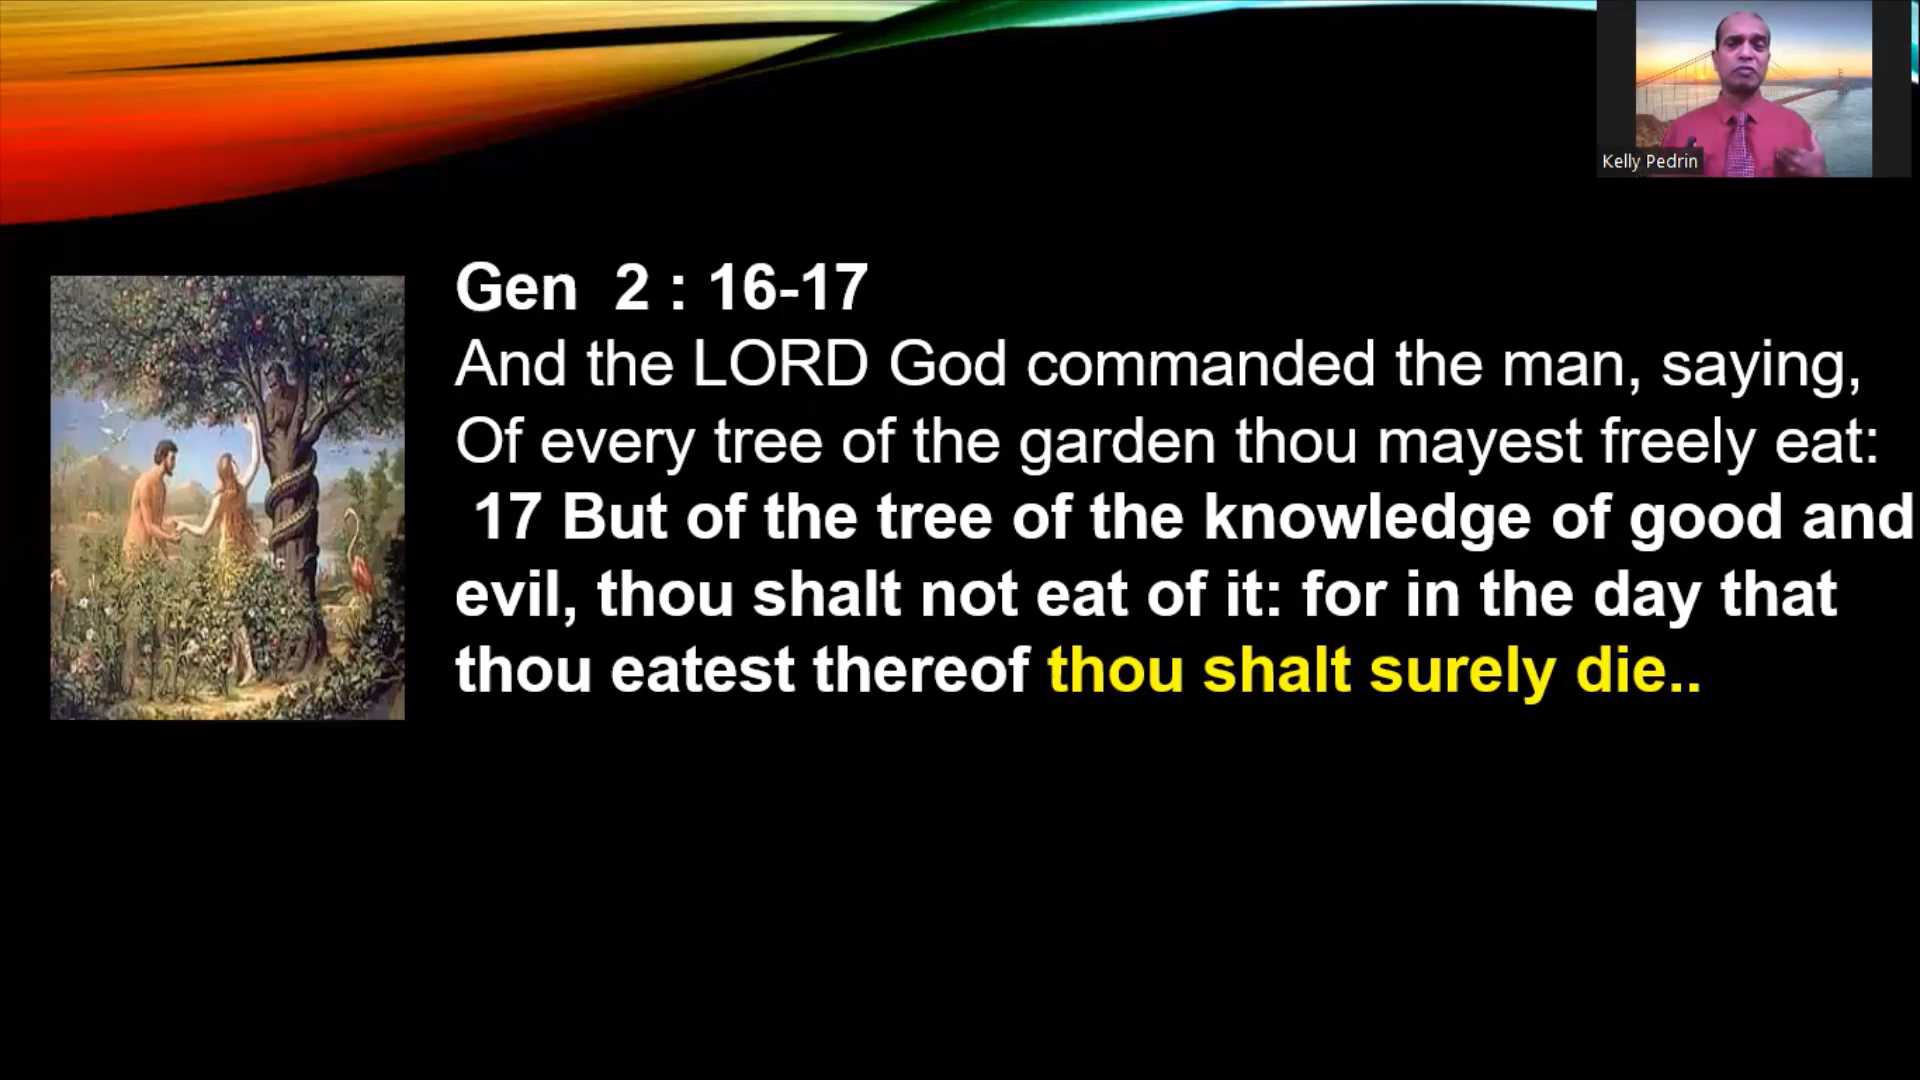 Kelly Pedrin
Gen 2 : 16-17
And the LORD God commanded the man, saying,
Of every tree of the garden thou mayest freely eat:
17 But of the tree of the knowledge of good and
evil, thou shalt not eat of it: for in the day that
thou eatest thereof thou shalt surely die..